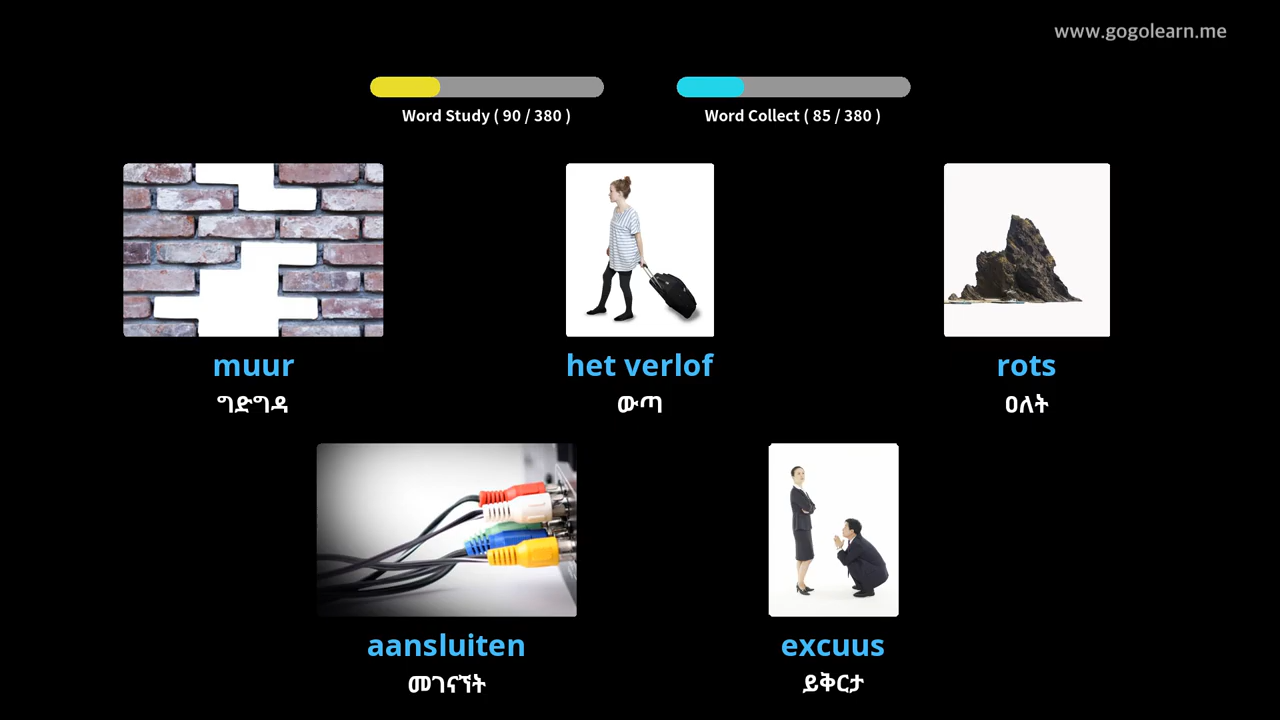 www.gogolearn.me
Word Study ( 90 / 380 )
Word Collect ( 85 / 380 )
muur
ግድግዳ
het verlof
ውጣ
rots
ዐለት
aansluiten
መገናኘት
excuus
ይቅርታ